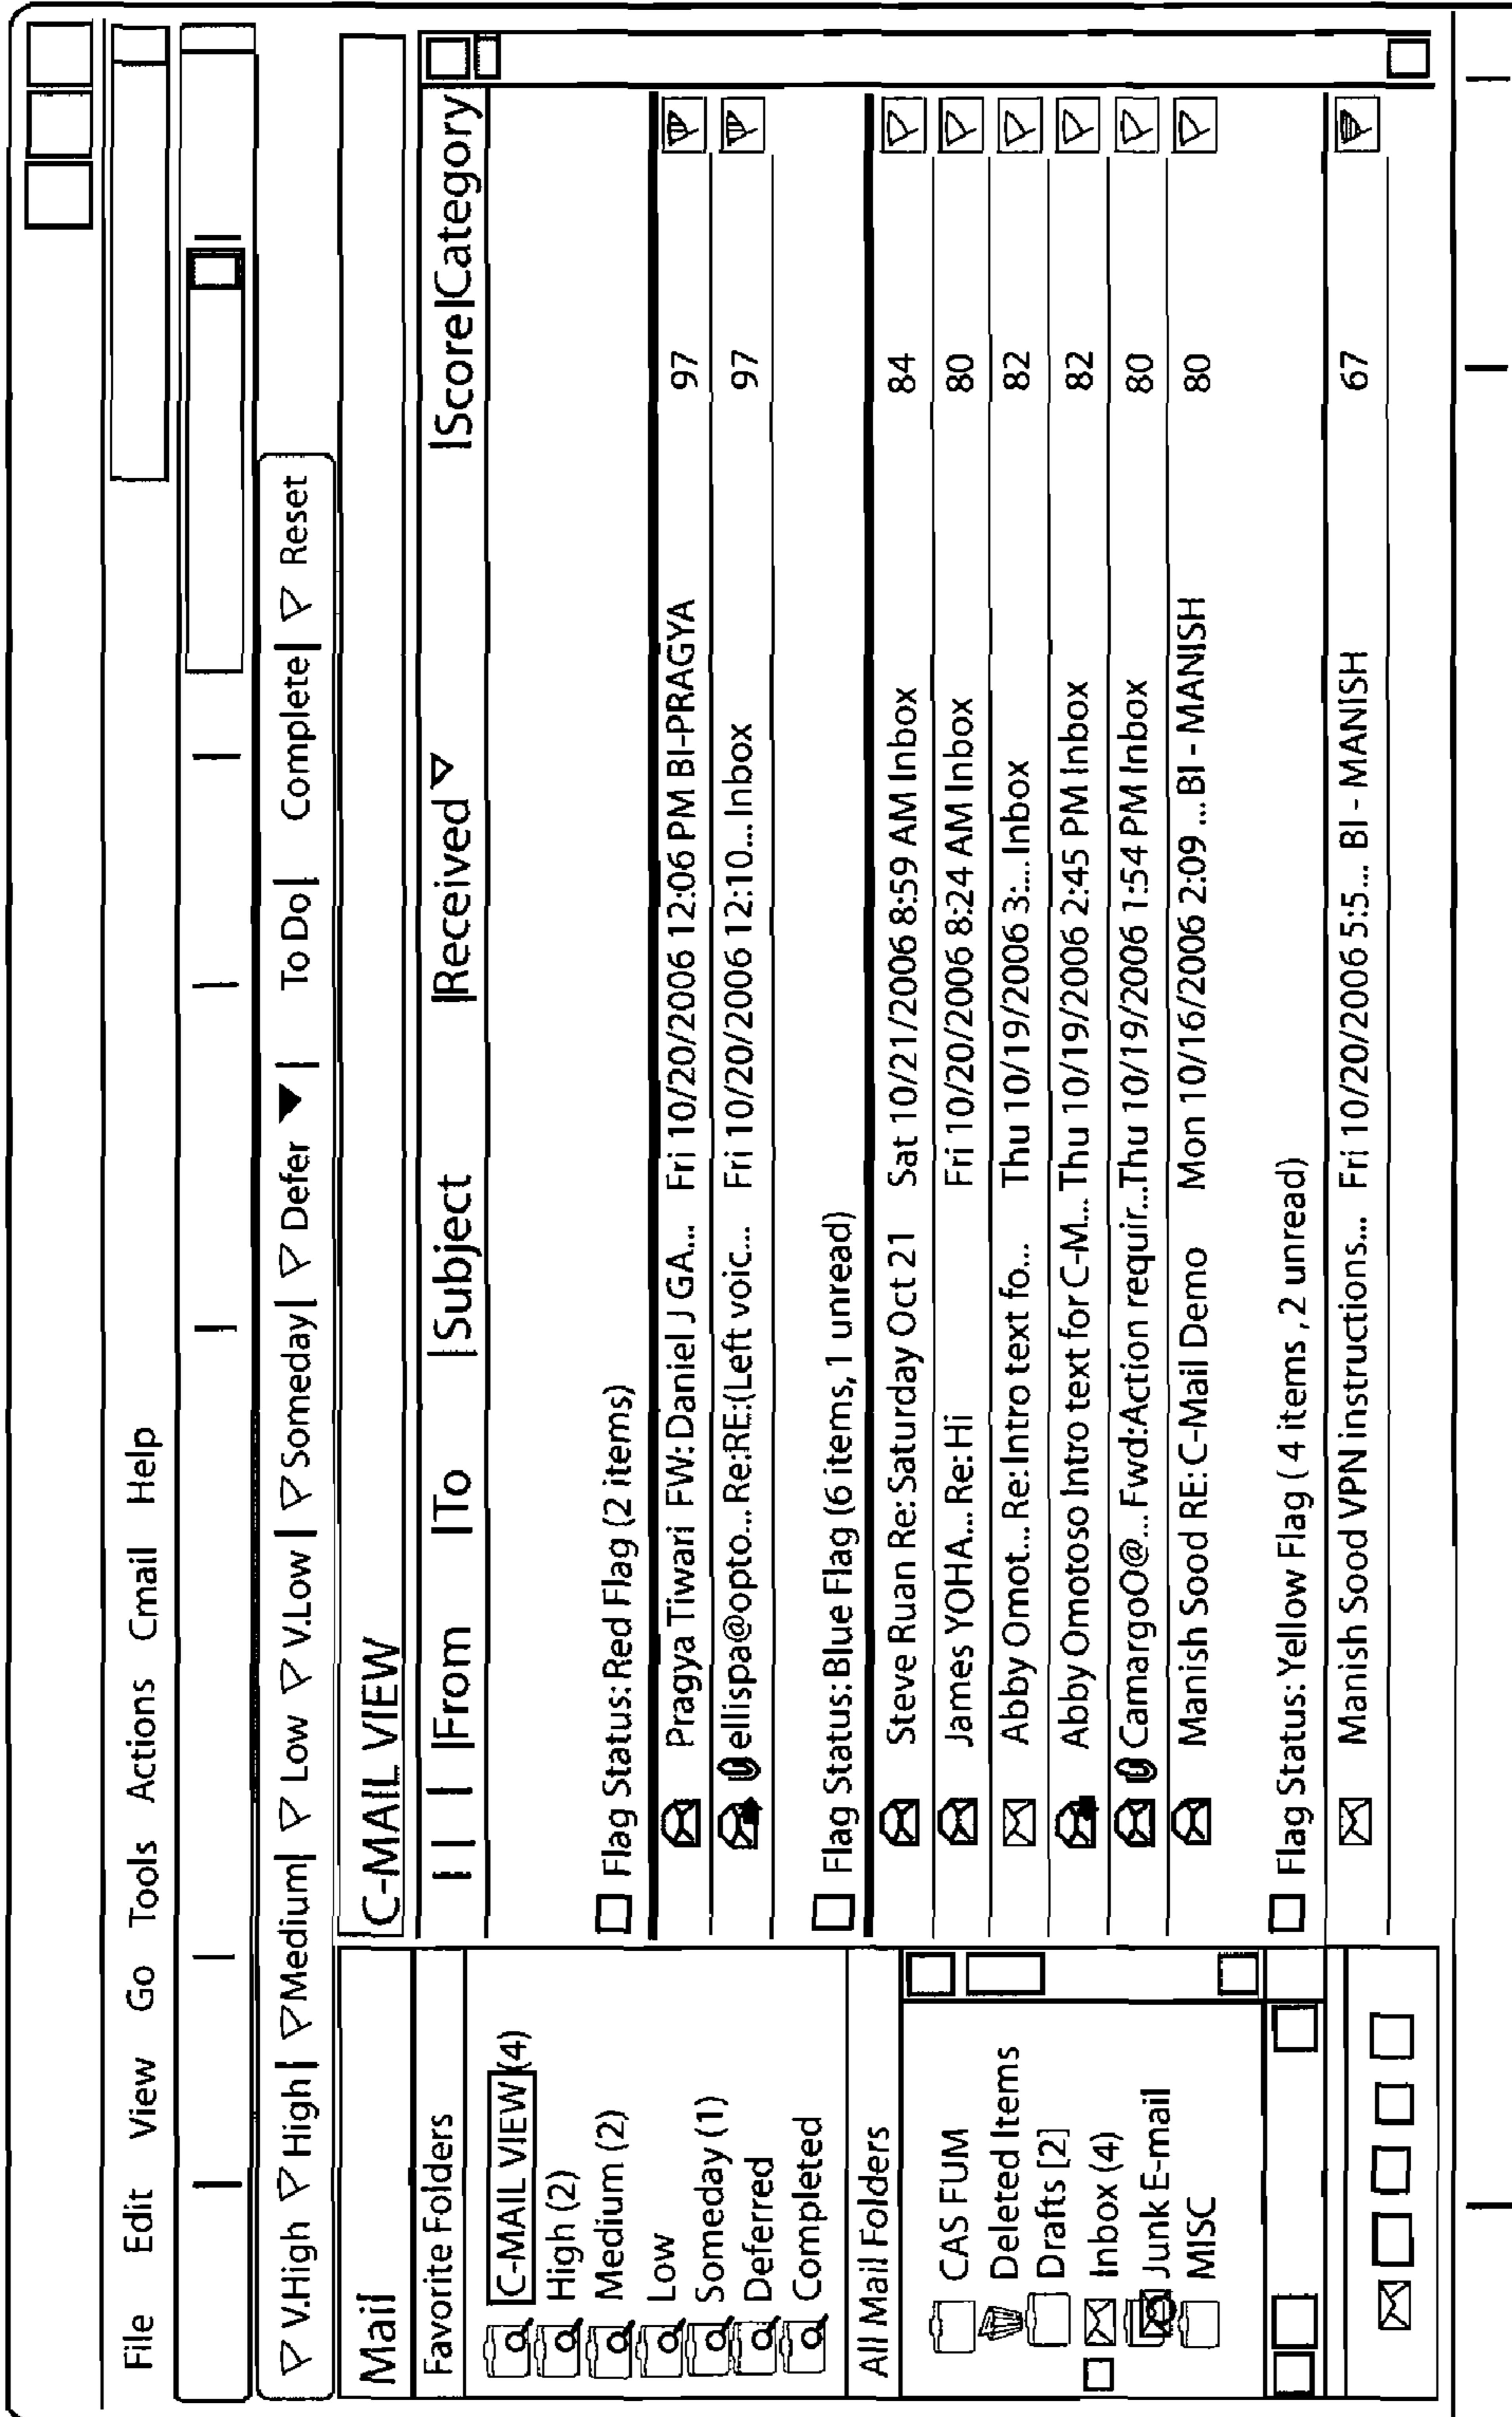 File Edit View Go Tools Actions Cmail Help
V.High High| Medium| Low V.Low | Someday| Defer | To Do| Complete| Reset
Mail
Favorite Folders
C-MAIL VIEW (4)
High (2)
Medium (2)
Low
Someday (1)
Deferred
Completed
All Mail Folders
CAS FUM
Deleted Items
Drafts [2]
Inbox (4)
Junk E-mail
MISC
C-MAIL VIEW
| | |From |To |Subject |Received |Score|Category
Flag Status: Red Flag (2 items)
Pragya Tiwari FW: Daniel J GA... Fri 10/20/2006 12:06 PM BI-PRAGYA 97
ellispa@opto... Re:RE:(Left voic... Fri 10/20/2006 12:10... Inbox 97
Flag Status: Blue Flag (6 items, 1 unread)
Steve Ruan Re: Saturday Oct 21 Sat 10/21/2006 8:59 AM Inbox 84
James YOHA... Re: Hi Fri 10/20/2006 8:24 AM Inbox 80
Abby Omot... Re: Intro text fo... Thu 10/19/2006 3:... Inbox 82
Abby Omotoso Intro text for C-M... Thu 10/19/2006 2:45 PM Inbox 82
CamargoO@... Fwd:Action requir...Thu 10/19/2006 1:54 PM Inbox 80
Manish Sood RE: C-Mail Demo Mon 10/16/2006 2:09 ... BI - MANISH 80
Flag Status: Yellow Flag ( 4 items , 2 unread)
Manish Sood VPN instructions... Fri 10/20/2006 5:5... BI - MANISH 67